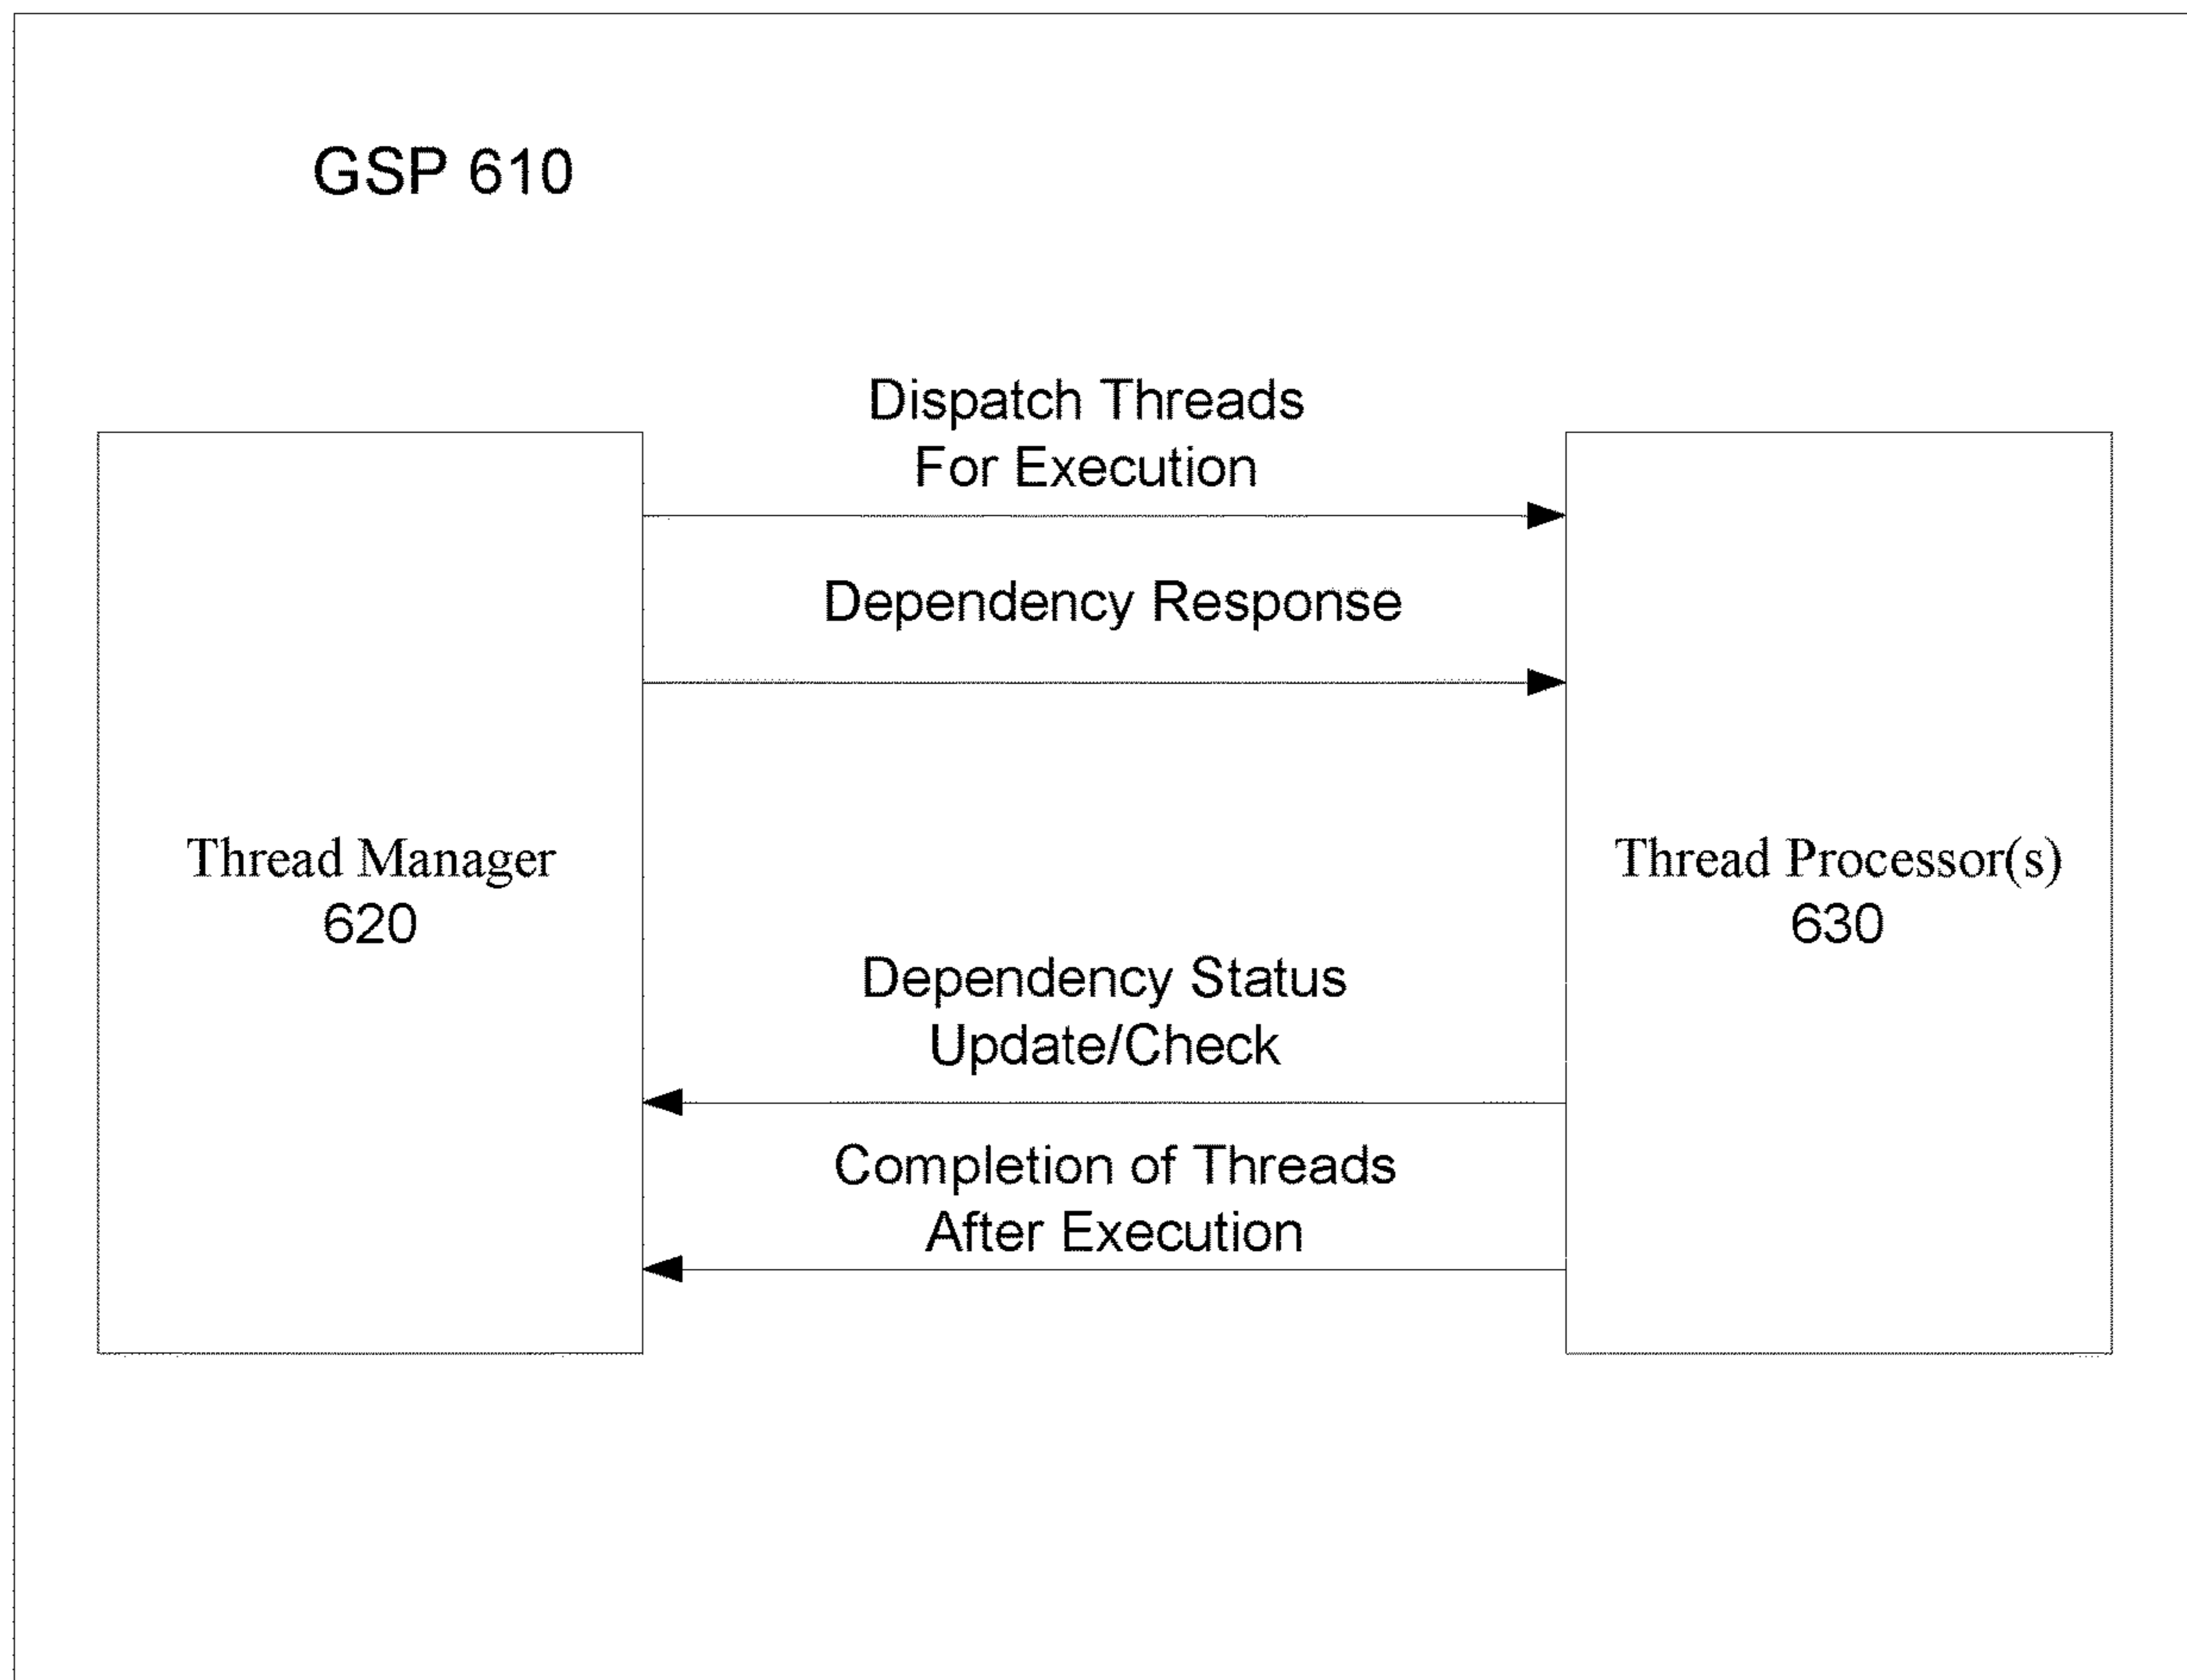 GSP 610
Dispatch Threads
For Execution
Dependency Response
Thread Manager
620
Thread Processor(s)
630
Dependency Status
Update/Check
Completion of Threads
After Execution